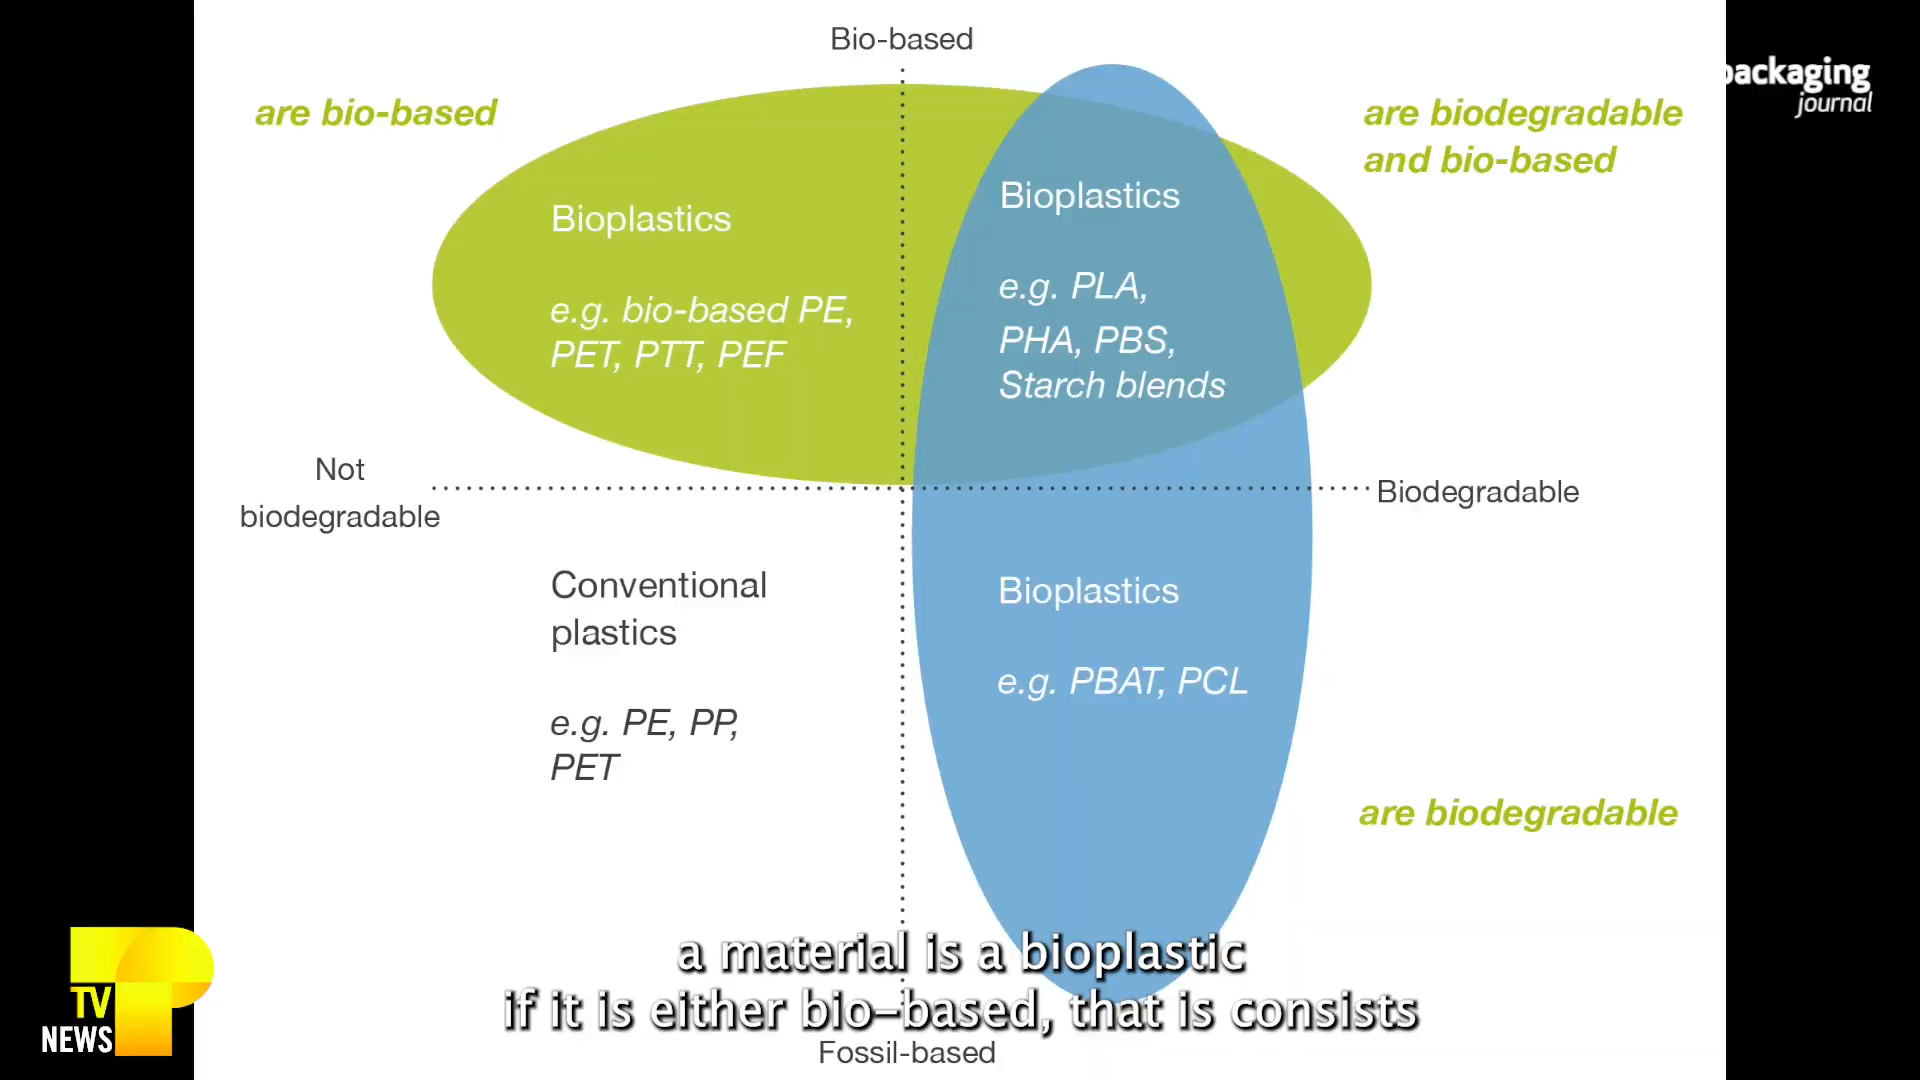 Bio-based
are bio-based
are biodegradable
and bio-based
packaging
journal
Bioplastics
e.g. bio-based PE,
PET, PTT, PEF
Bioplastics
e.g. PLA,
PHA, PBS,
Starch blends
Not
biodegradable
Biodegradable
Conventional
plastics
e.g. PE, PP,
PET
Bioplastics
e.g. PBAT, PCL
are biodegradable
a material is a bioplastic
if it is either bio–based, that is consists
Fossil-based
TV
NEWS